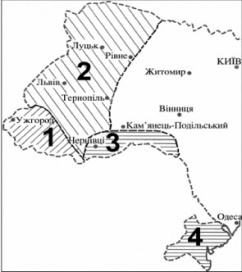 Луцьк
2
Рівне
Житомир
КИЇВ
Львів
Тернопіль
Вінниця
Ужгород
Кам'янець-Подільський
1
3
Чернівці
Одеса
4